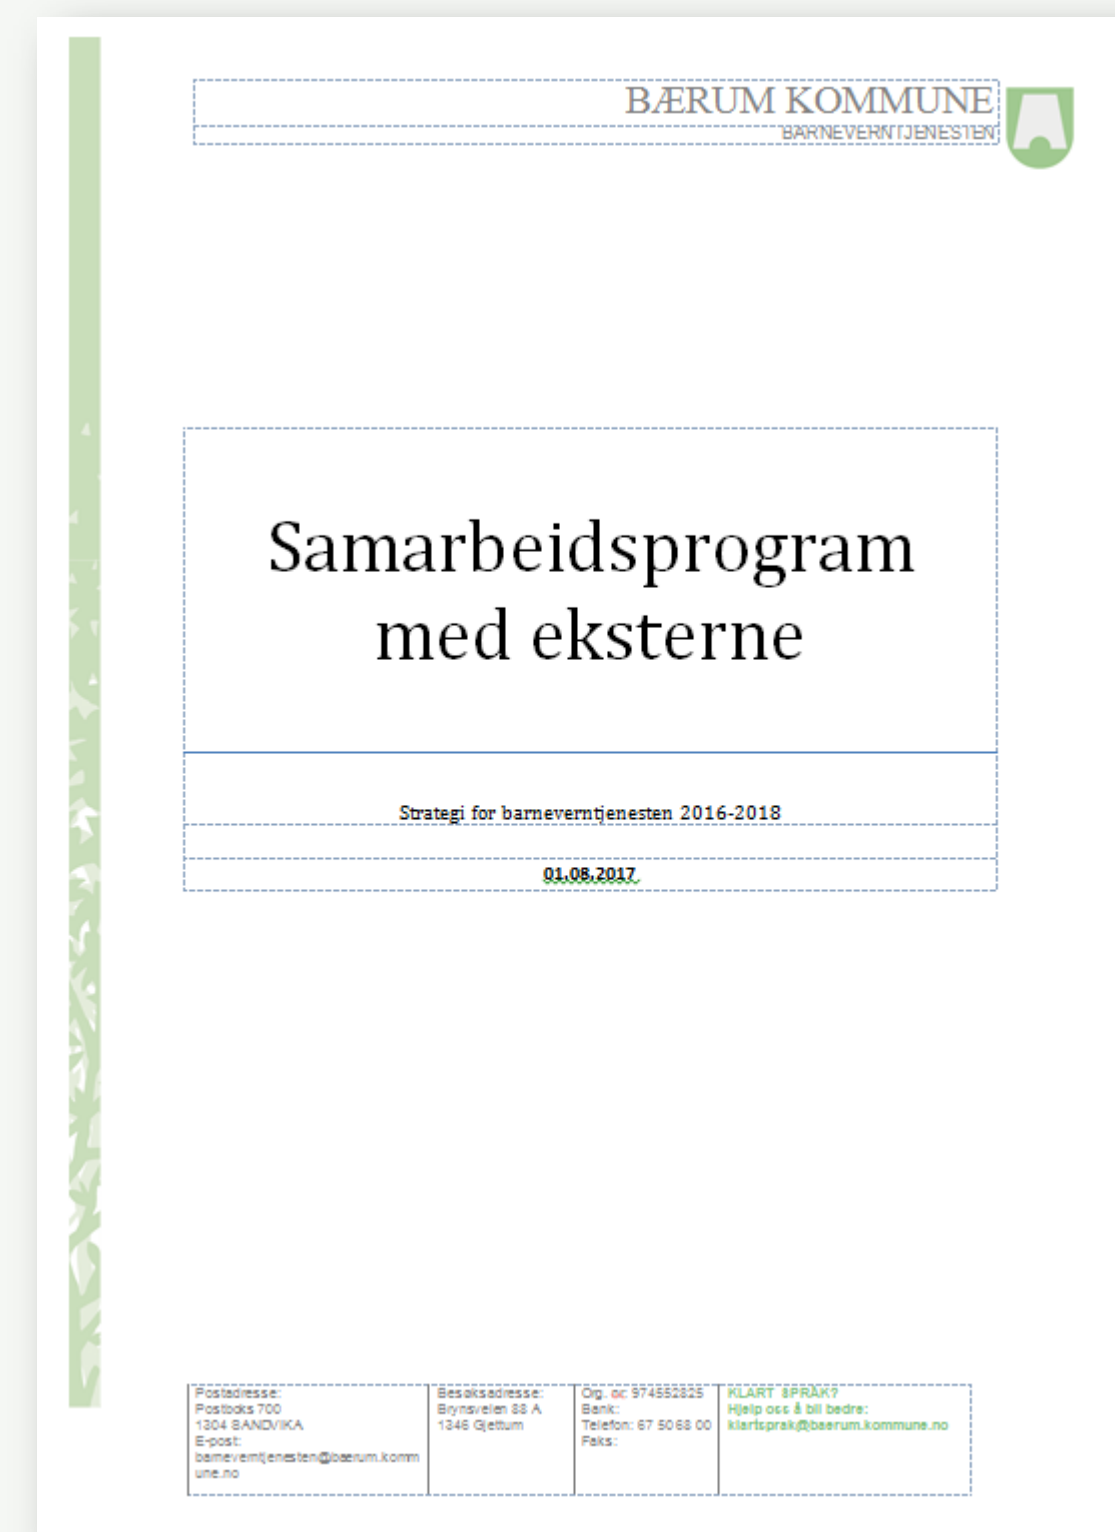 BÆRUM KOMMUNE
BARNEVERNTJENESTEN
Samarbeidsprogram
med eksterne
Strategi for barneverntjenesten 2016-2018
01.08.2017
Postadresse:
Postboks 700
1304 SANDVIKA
E-post:
barneverntjenesten@baerum.komm
une.no
Besøksadresse:
Brynsveien 88 A
1346 Gjettum
Org. nr: 974552825
Bank:
Telefon: 67 50 68 00
Faks:
KLART SPRÅK?
Hjelp oss å bli bedre:
klartsprak@baerum.kommune.no